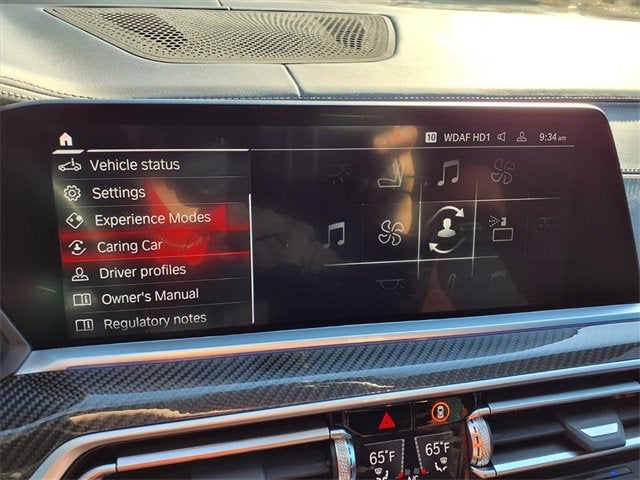 10 WDAF HD1 9:34 am
Vehicle status
Settings
Experience Modes
Caring Car
Driver profiles
Owner's Manual
Regulatory notes
65°F 65°F
A/C